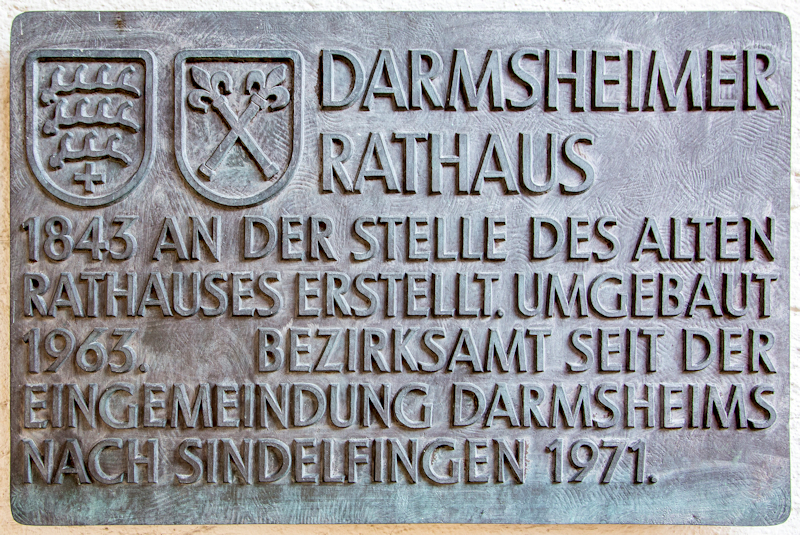 DARMSHEIMER
RATHAUS
1843 AN DER STELLE DES ALTEN
RATHAUSES ERSTELLT. UMGEBAUT
1963. BEZIRKSAMT SEIT DER
EINGEMEINDUNG DARMSHEIMS
NACH SINDELFINGEN 1971.